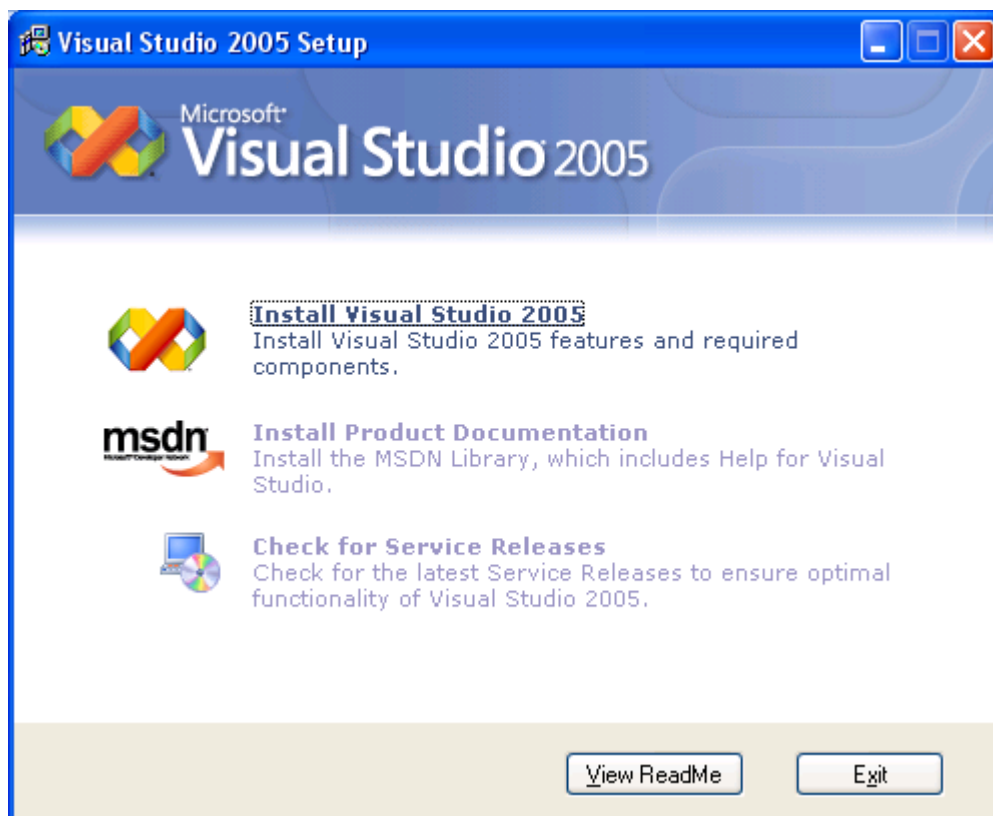 Visual Studio 2005 Setup
Microsoft
Visual Studio 2005
Install Visual Studio 2005
Install Visual Studio 2005 features and required
components.
msdn
Install Product Documentation
Install the MSDN Library, which includes Help for Visual
Studio.
Check for Service Releases
Check for the latest Service Releases to ensure optimal
functionality of Visual Studio 2005.
View ReadMe
Exit